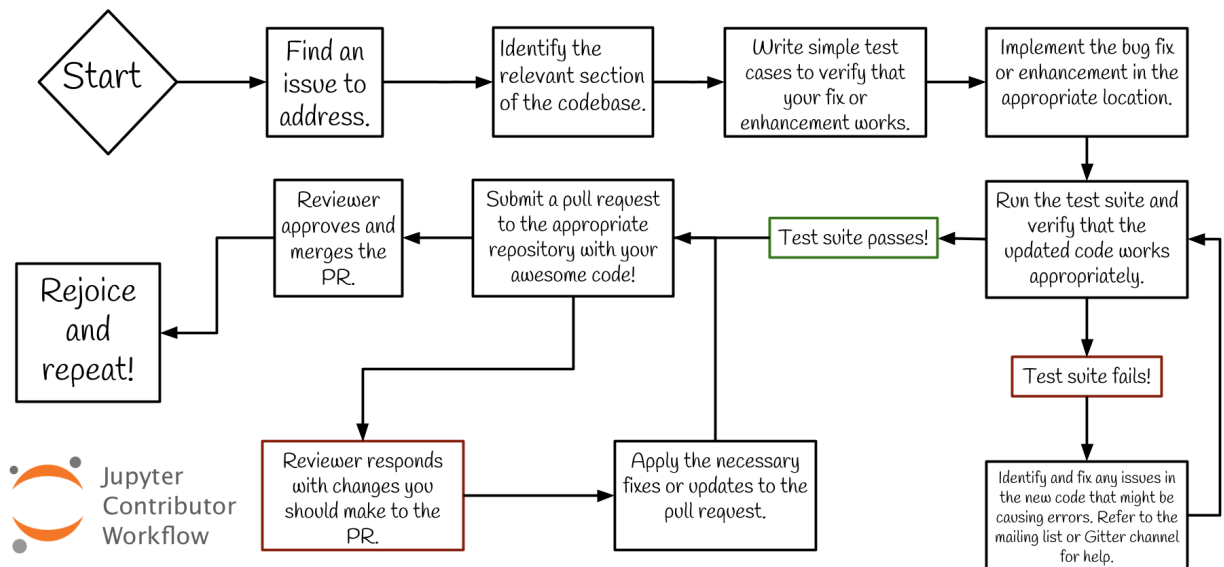 Start
Find an
issue to
address.
Identify the
relevant section
of the codebase.
Write simple test
cases to verify that
your fix or
enhancement works.
Implement the bug fix
or enhancement in the
appropriate location.
Run the test suite and
verify that the
updated code works
appropriately.
Test suite passes!
Submit a pull request
to the appropriate
repository with your
awesome code!
Reviewer
approves and
merges the
PR.
Rejoice
and
repeat!
Test suite fails!
Identify and fix any issues in
the new code that might be
causing errors. Refer to the
mailing list or Gitter channel
for help.
Reviewer responds
with changes you
should make to the
PR.
Apply the necessary
fixes or updates to the
pull request.
Jupyter
Contributor
Workflow